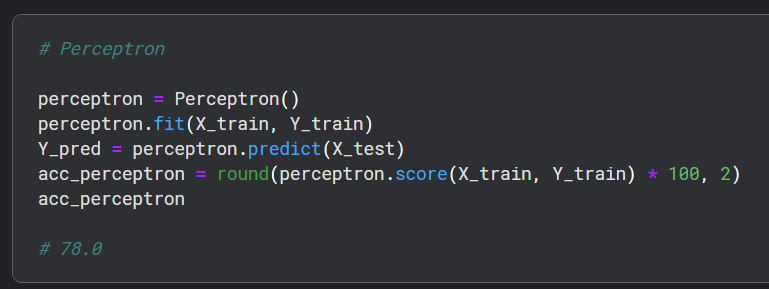 # Perceptron
perceptron = Perceptron()
perceptron.fit(X_train, Y_train)
Y_pred = perceptron.predict(X_test)
acc_perceptron = round(perceptron.score(X_train, Y_train) * 100, 2)
acc_perceptron
# 78.0